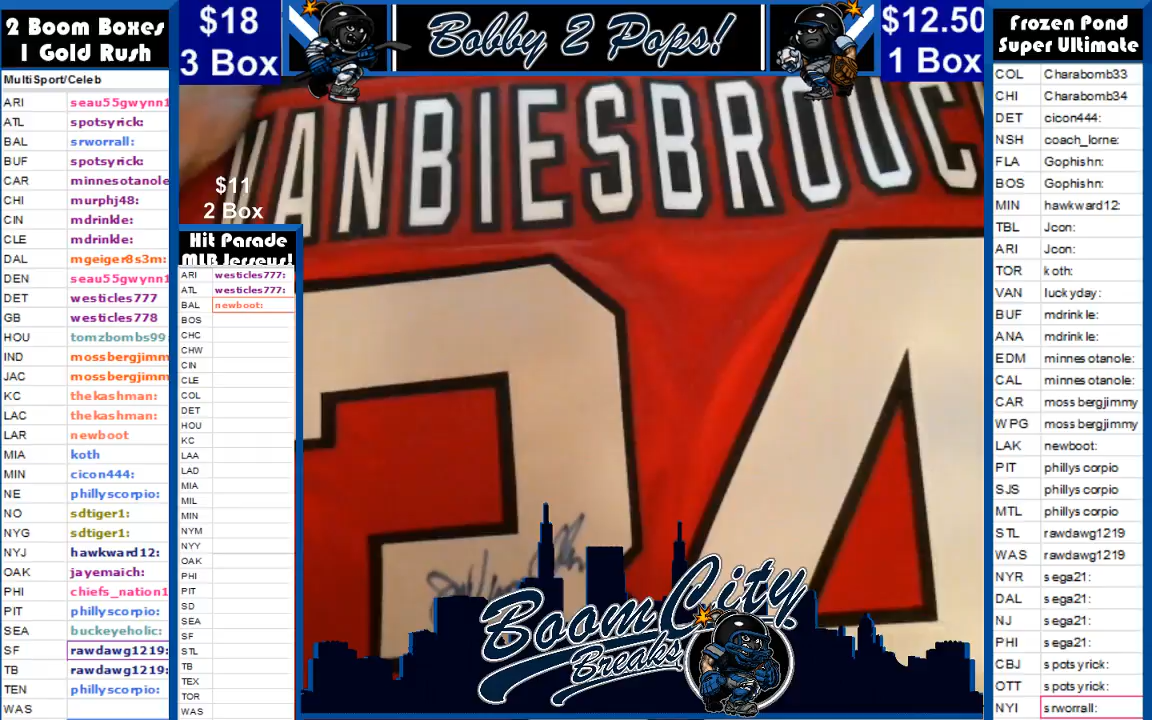 2 Boom Boxes
1 Gold Rush
MultiSport/Celeb
ARI seau55gwynn1
ATL spotsyrick:
BAL srworrall:
BUF spotsyrick:
CAR minnesotanole
CHI murphj48:
CIN mdrinkle:
CLE mdrinkle:
DAL mgeiger8s3m:
DEN seau55gwynn1
DET westicles777
GB westicles778
HOU tomzbombs99:
IND mossbergjimm
JAC mossbergjimm
KC thekashman:
LAC thekashman:
LAR newboot
MIA koth
MIN cicon444:
NE phillyscorpio:
NO sdtiger1:
NYG sdtiger1:
NYJ hawkward12:
OAK jayemaich:
PHI chiefs_nation1
PIT phillyscorpio:
SEA buckeyeholic:
SF rawdawg1219:
TB rawdawg1219:
TEN phillyscorpio:
WAS
$18
3 Box
Bobby 2 Pops!
$12.50
1 Box
VANBIESBROUC
$11
2 Box
Hit Parade
MLB Jerseys!
ARI westicles777:
ATL westicles777:
BAL newboot:
BOS
CHC
CHW
CIN
CLE
COL
DET
HOU
KC
LAA
LAD
MIA
MIL
MIN
NYM
NYY
OAK
PHI
PIT
SD
SEA
SF
STL
TB
TEX
TOR
WAS
34
Boom City
Breaks
Frozen Pond
Super Ultimate
COL Charabomb33
CHI Charabomb34
DET cicon444:
NSH coach_lorne:
FLA Gophishn:
BOS Gophishn:
MIN hawkward12:
TBL Jcon:
ARI Jcon:
TOR koth:
VAN luckyday:
BUF mdrinkle:
ANA mdrinkle:
EDM minnesotanole:
CAL minnesotanole:
CAR mossbergjimmy
WPG mossbergjimmy
LAK newboot:
PIT phillyscorpio
SJS phillyscorpio
MTL phillyscorpio
STL rawdawg1219
WAS rawdawg1219
NYR sega21:
DAL sega21:
NJ sega21:
PHI sega21:
CBJ spotsyrick:
OTT spotsyrick:
NYI srworrall: